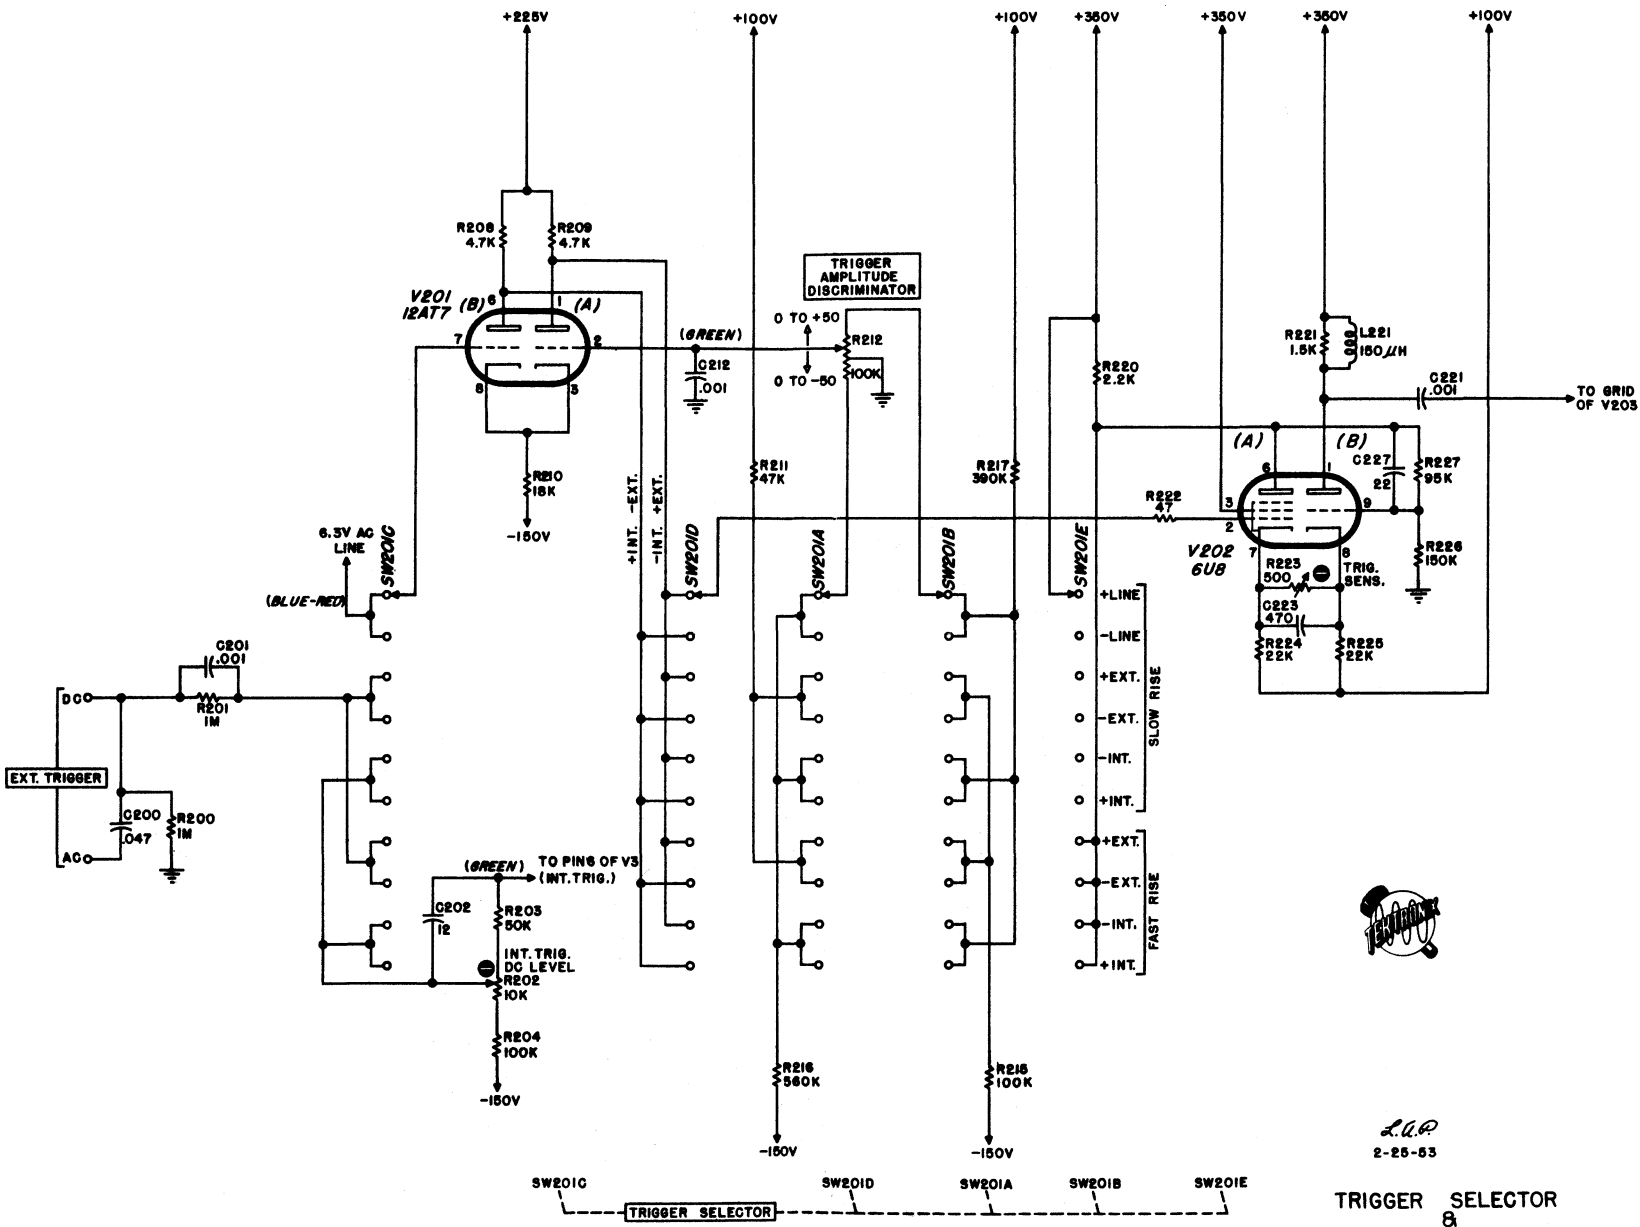 +225V
+100V
+100V
+350V
+350V
+350V
+100V
R208
4.7K
R209
4.7K
V201
12AT7
(B)
6
1
(A)
7
2
8
3
(GREEN)
C212
.001
TRIGGER
AMPLITUDE
DISCRIMINATOR
0 TO +50
0 TO -50
R212
100K
R210
18K
-150V
R211
47K
R217
390K
R220
2.2K
R221
1.5K
L221
150µH
C221
.001
TO GRID
OF V203
(A)
(B)
6
1
C227
22
R227
95K
R222
47
3
2
9
7
8
V202
6U8
R226
150K
R223
500
TRIG.
SENS.
C223
470
R224
22K
R225
22K
+INT. -EXT.
-INT. +EXT.
6.3V AC
LINE
(BLUE-RED)
SW201C
SW201D
SW201A
SW201B
SW201E
+LINE
-LINE
+EXT.
-EXT.
-INT.
+INT.
SLOW RISE
+EXT.
-EXT.
-INT.
+INT.
FAST RISE
C201
.001
R201
1M
DC
EXT. TRIGGER
AC
C200
.047
R200
1M
(GREEN)
TO PIN 6 OF V3
(INT. TRIG.)
C202
12
R203
50K
INT. TRIG.
DC LEVEL
R202
10K
R204
100K
-150V
R216
560K
R215
100K
-150V
-150V
TEKTRONIX
L.A.P.
2-25-53
SW201C
SW201D
SW201A
SW201B
SW201E
TRIGGER SELECTOR
TRIGGER SELECTOR
&